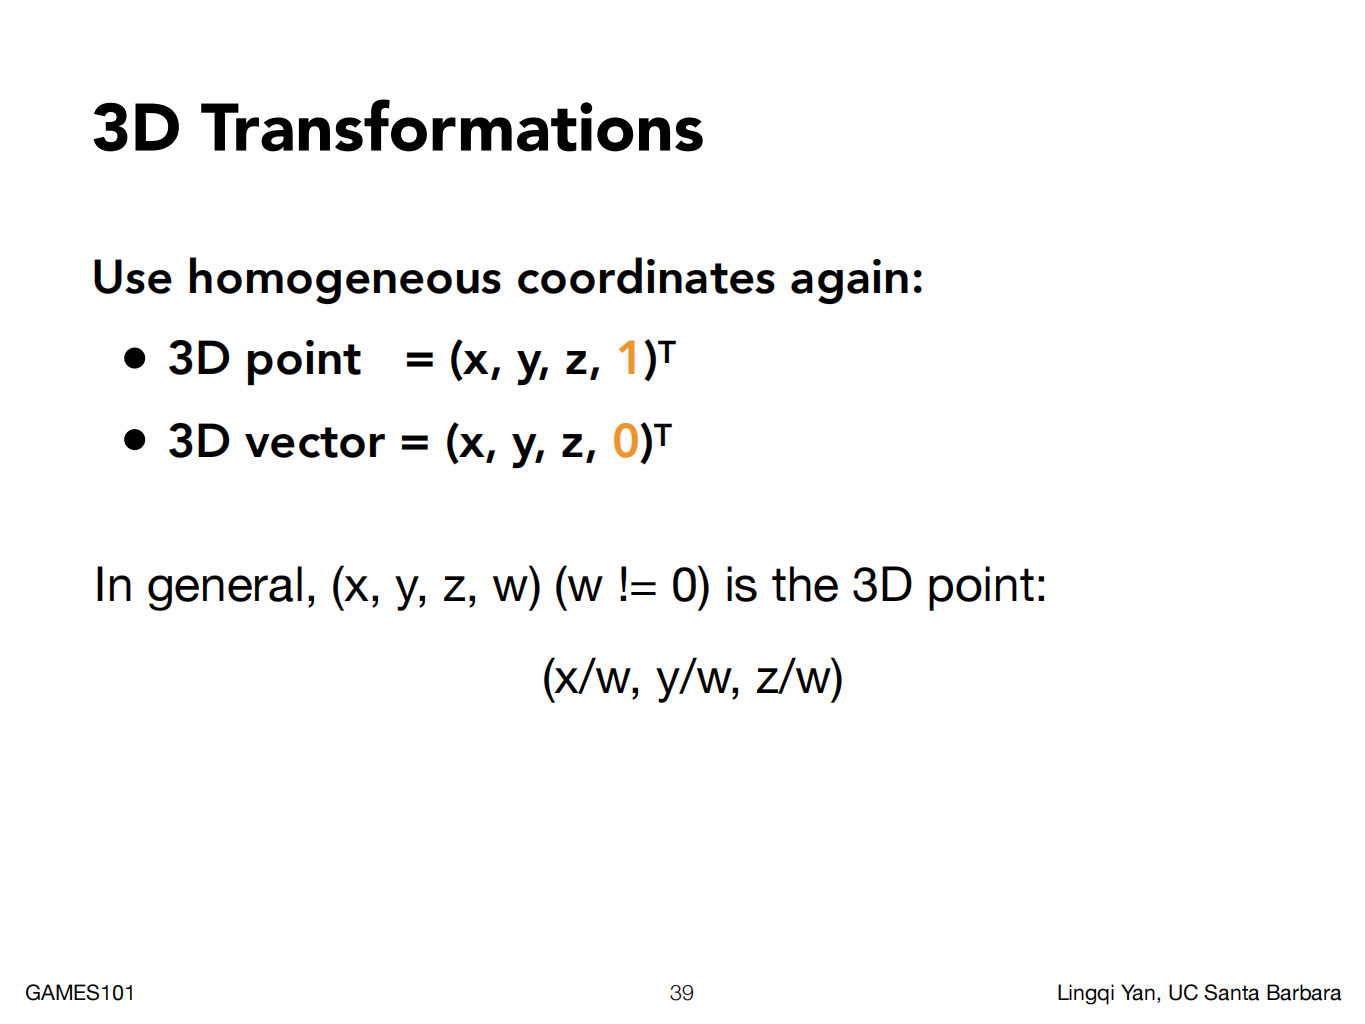 3D Transformations
Use homogeneous coordinates again:
• 3D point = (x, y, z, 1)ᵀ
• 3D vector = (x, y, z, 0)ᵀ
In general, (x, y, z, w) (w != 0) is the 3D point:
(x/w, y/w, z/w)
GAMES101
39
Lingqi Yan, UC Santa Barbara